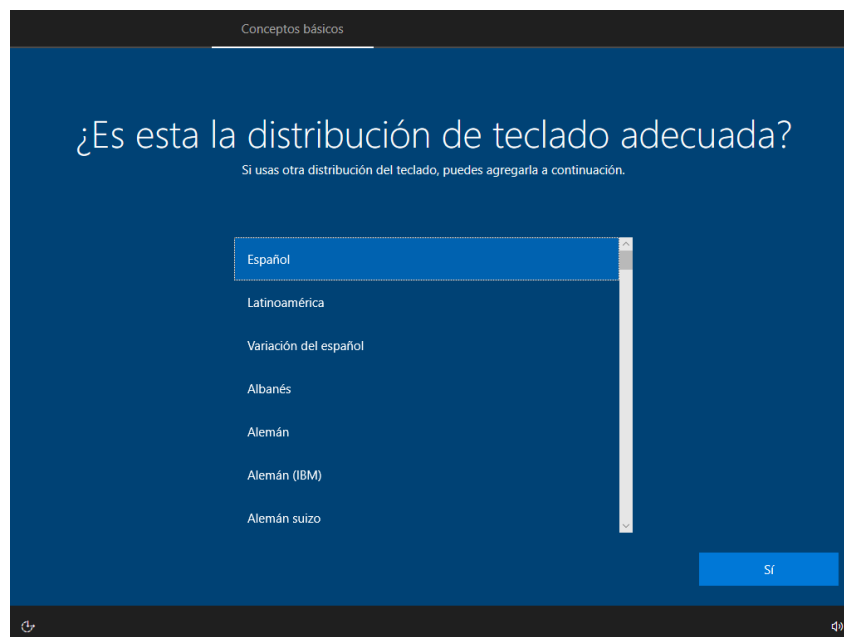 Conceptos básicos
¿Es esta la distribución de teclado adecuada?
Si usas otra distribución del teclado, puedes agregarla a continuación.
Español
Latinoamérica
Variación del español
Albanés
Alemán
Alemán (IBM)
Alemán suizo
Sí